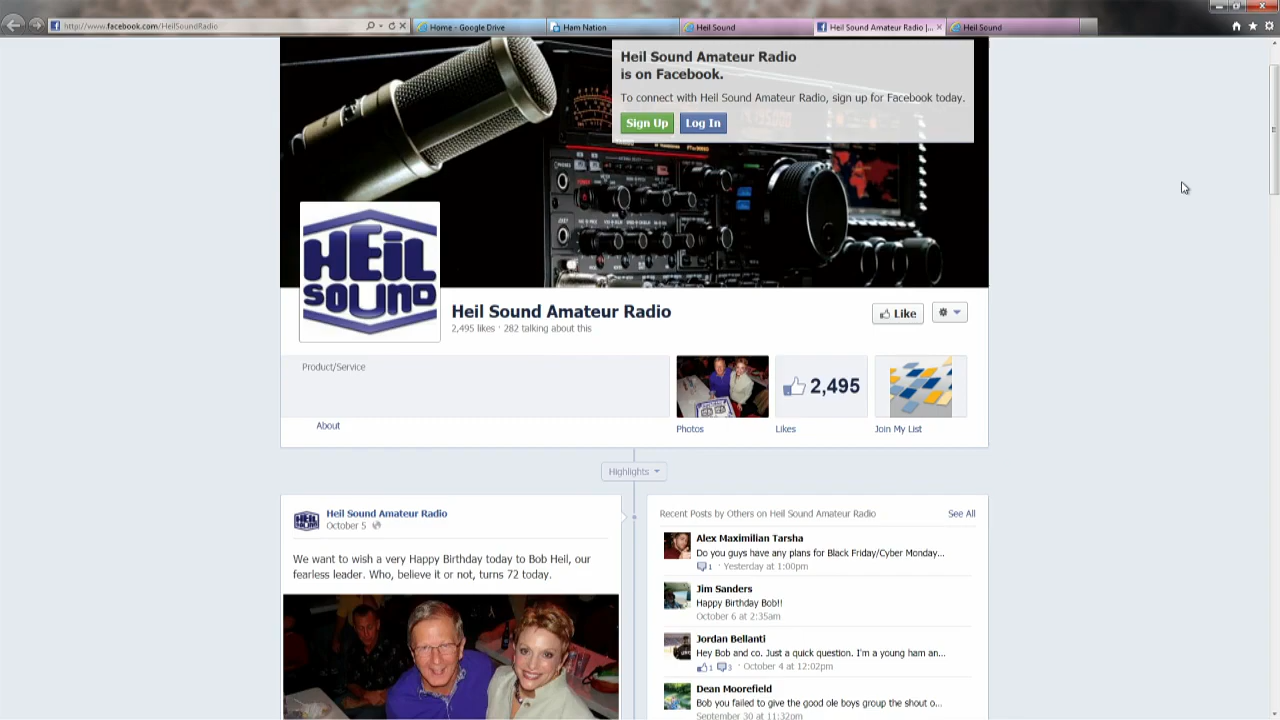 http://www.facebook.com/HeilSoundRadio
Home - Google Drive
Ham Nation
Heil Sound
Heil Sound Amateur Radio |...
Heil Sound
Heil Sound Amateur Radio
is on Facebook.
To connect with Heil Sound Amateur Radio, sign up for Facebook today.
Sign Up
Log In
HEIL
SOUND
Heil Sound Amateur Radio
2,495 likes · 282 talking about this
Like
Product/Service
2,495
About
Photos
Likes
Join My List
Highlights
HEIL
SOUND
Heil Sound Amateur Radio
October 5
We want to wish a very Happy Birthday today to Bob Heil, our
fearless leader. Who, believe it or not, turns 72 today.
Recent Posts by Others on Heil Sound Amateur Radio
See All
Alex Maximilian Tarsha
Do you guys have any plans for Black Friday/Cyber Monday...
1 · Yesterday at 1:00pm
Jim Sanders
Happy Birthday Bob!!
October 6 at 2:35am
Jordan Bellanti
Hey Bob and co. Just a quick question. I'm a young ham an...
1 3 · October 4 at 12:02pm
Dean Moorefield
Bob you failed to give the good ole boys group the shout o...
September 30 at 11:32pm